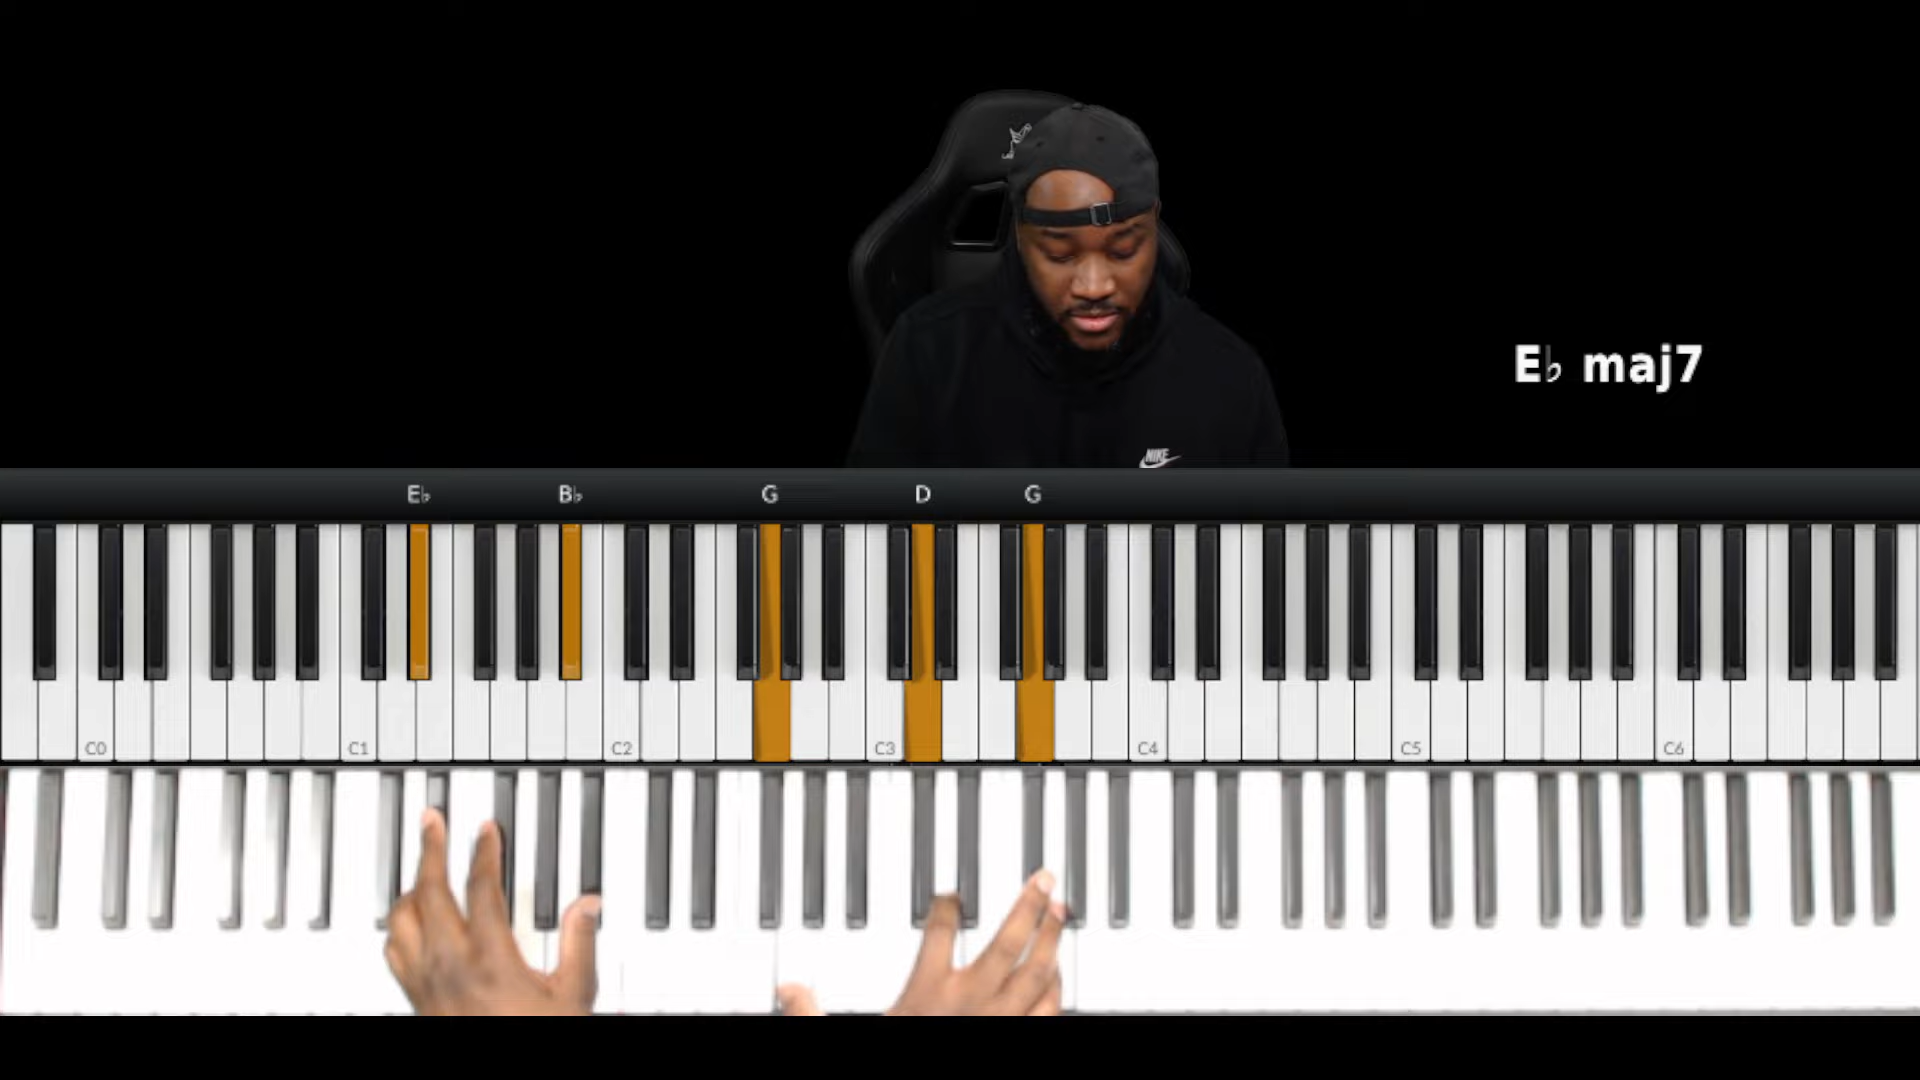 E♭ maj7
NIKE
E♭ B♭ G D G
C0 C1 C2 C3 C4 C5 C6